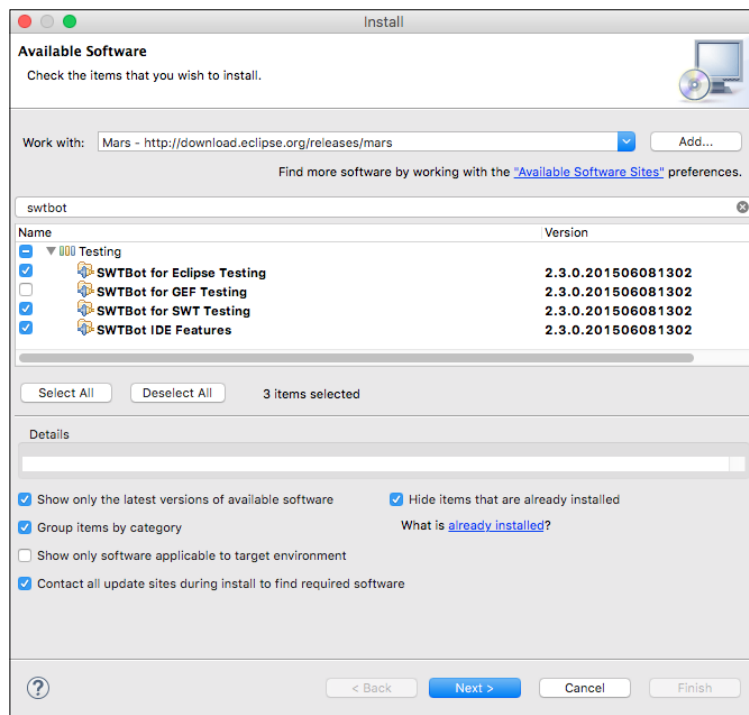 Install
Available Software
Check the items that you wish to install.
Work with: Mars - http://download.eclipse.org/releases/mars Add...
Find more software by working with the "Available Software Sites" preferences.
swtbot
Name Version
Testing
SWTBot for Eclipse Testing 2.3.0.201506081302
SWTBot for GEF Testing 2.3.0.201506081302
SWTBot for SWT Testing 2.3.0.201506081302
SWTBot IDE Features 2.3.0.201506081302
Select All Deselect All 3 items selected
Details
Show only the latest versions of available software Hide items that are already installed
Group items by category What is already installed?
Show only software applicable to target environment
Contact all update sites during install to find required software
? < Back Next > Cancel Finish